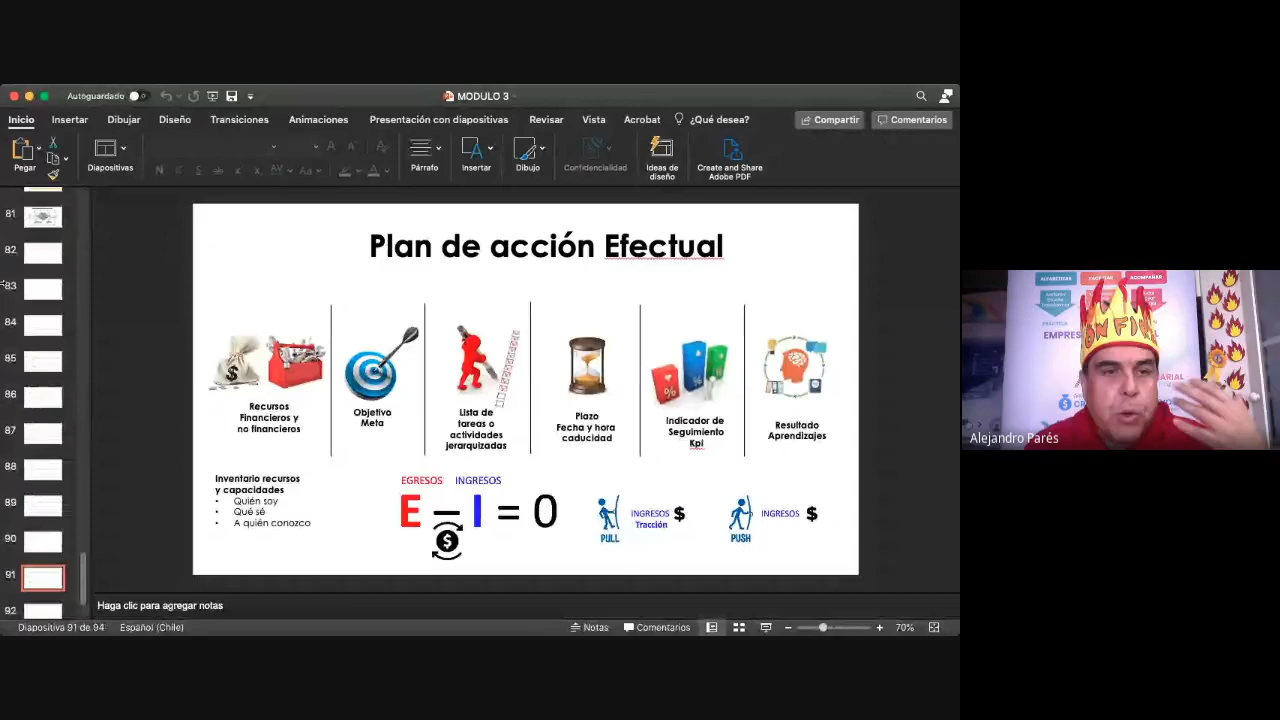 Autoguardado
MODULO 3
Inicio
Insertar
Dibujar
Diseño
Transiciones
Animaciones
Presentación con diapositivas
Revisar
Vista
Acrobat
¿Qué desea?
Compartir
Comentarios
Pegar
Diapositivas
N
K
S
Párrafo
Insertar
Dibujo
Confidencialidad
Ideas de
diseño
Create and Share
Adobe PDF
81
82
83
84
85
86
87
88
89
90
91
92
Plan de acción Efectual
Recursos
Financieros y
no financieros
Objetivo
Meta
Lista de
tareas o
actividades
jerarquizadas
Plazo
Fecha y hora
caducidad
Indicador de
Seguimiento
Kpi
Resultado
Aprendizajes
Inventario recursos
y capacidades
• Quién soy
• Qué sé
• A quién conozco
EGRESOS INGRESOS
E – I = 0
$
PULL
INGRESOS $
Tracción
PUSH
INGRESOS $
Haga clic para agregar notas
Diapositiva 91 de 94
Español (Chile)
Notas
Comentarios
70%
ON FIRE
Alejandro Parés